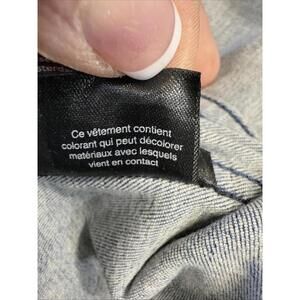 Ce vêtement contient
colorant qui peut décolorer
matériaux avec lesquels
vient en contact